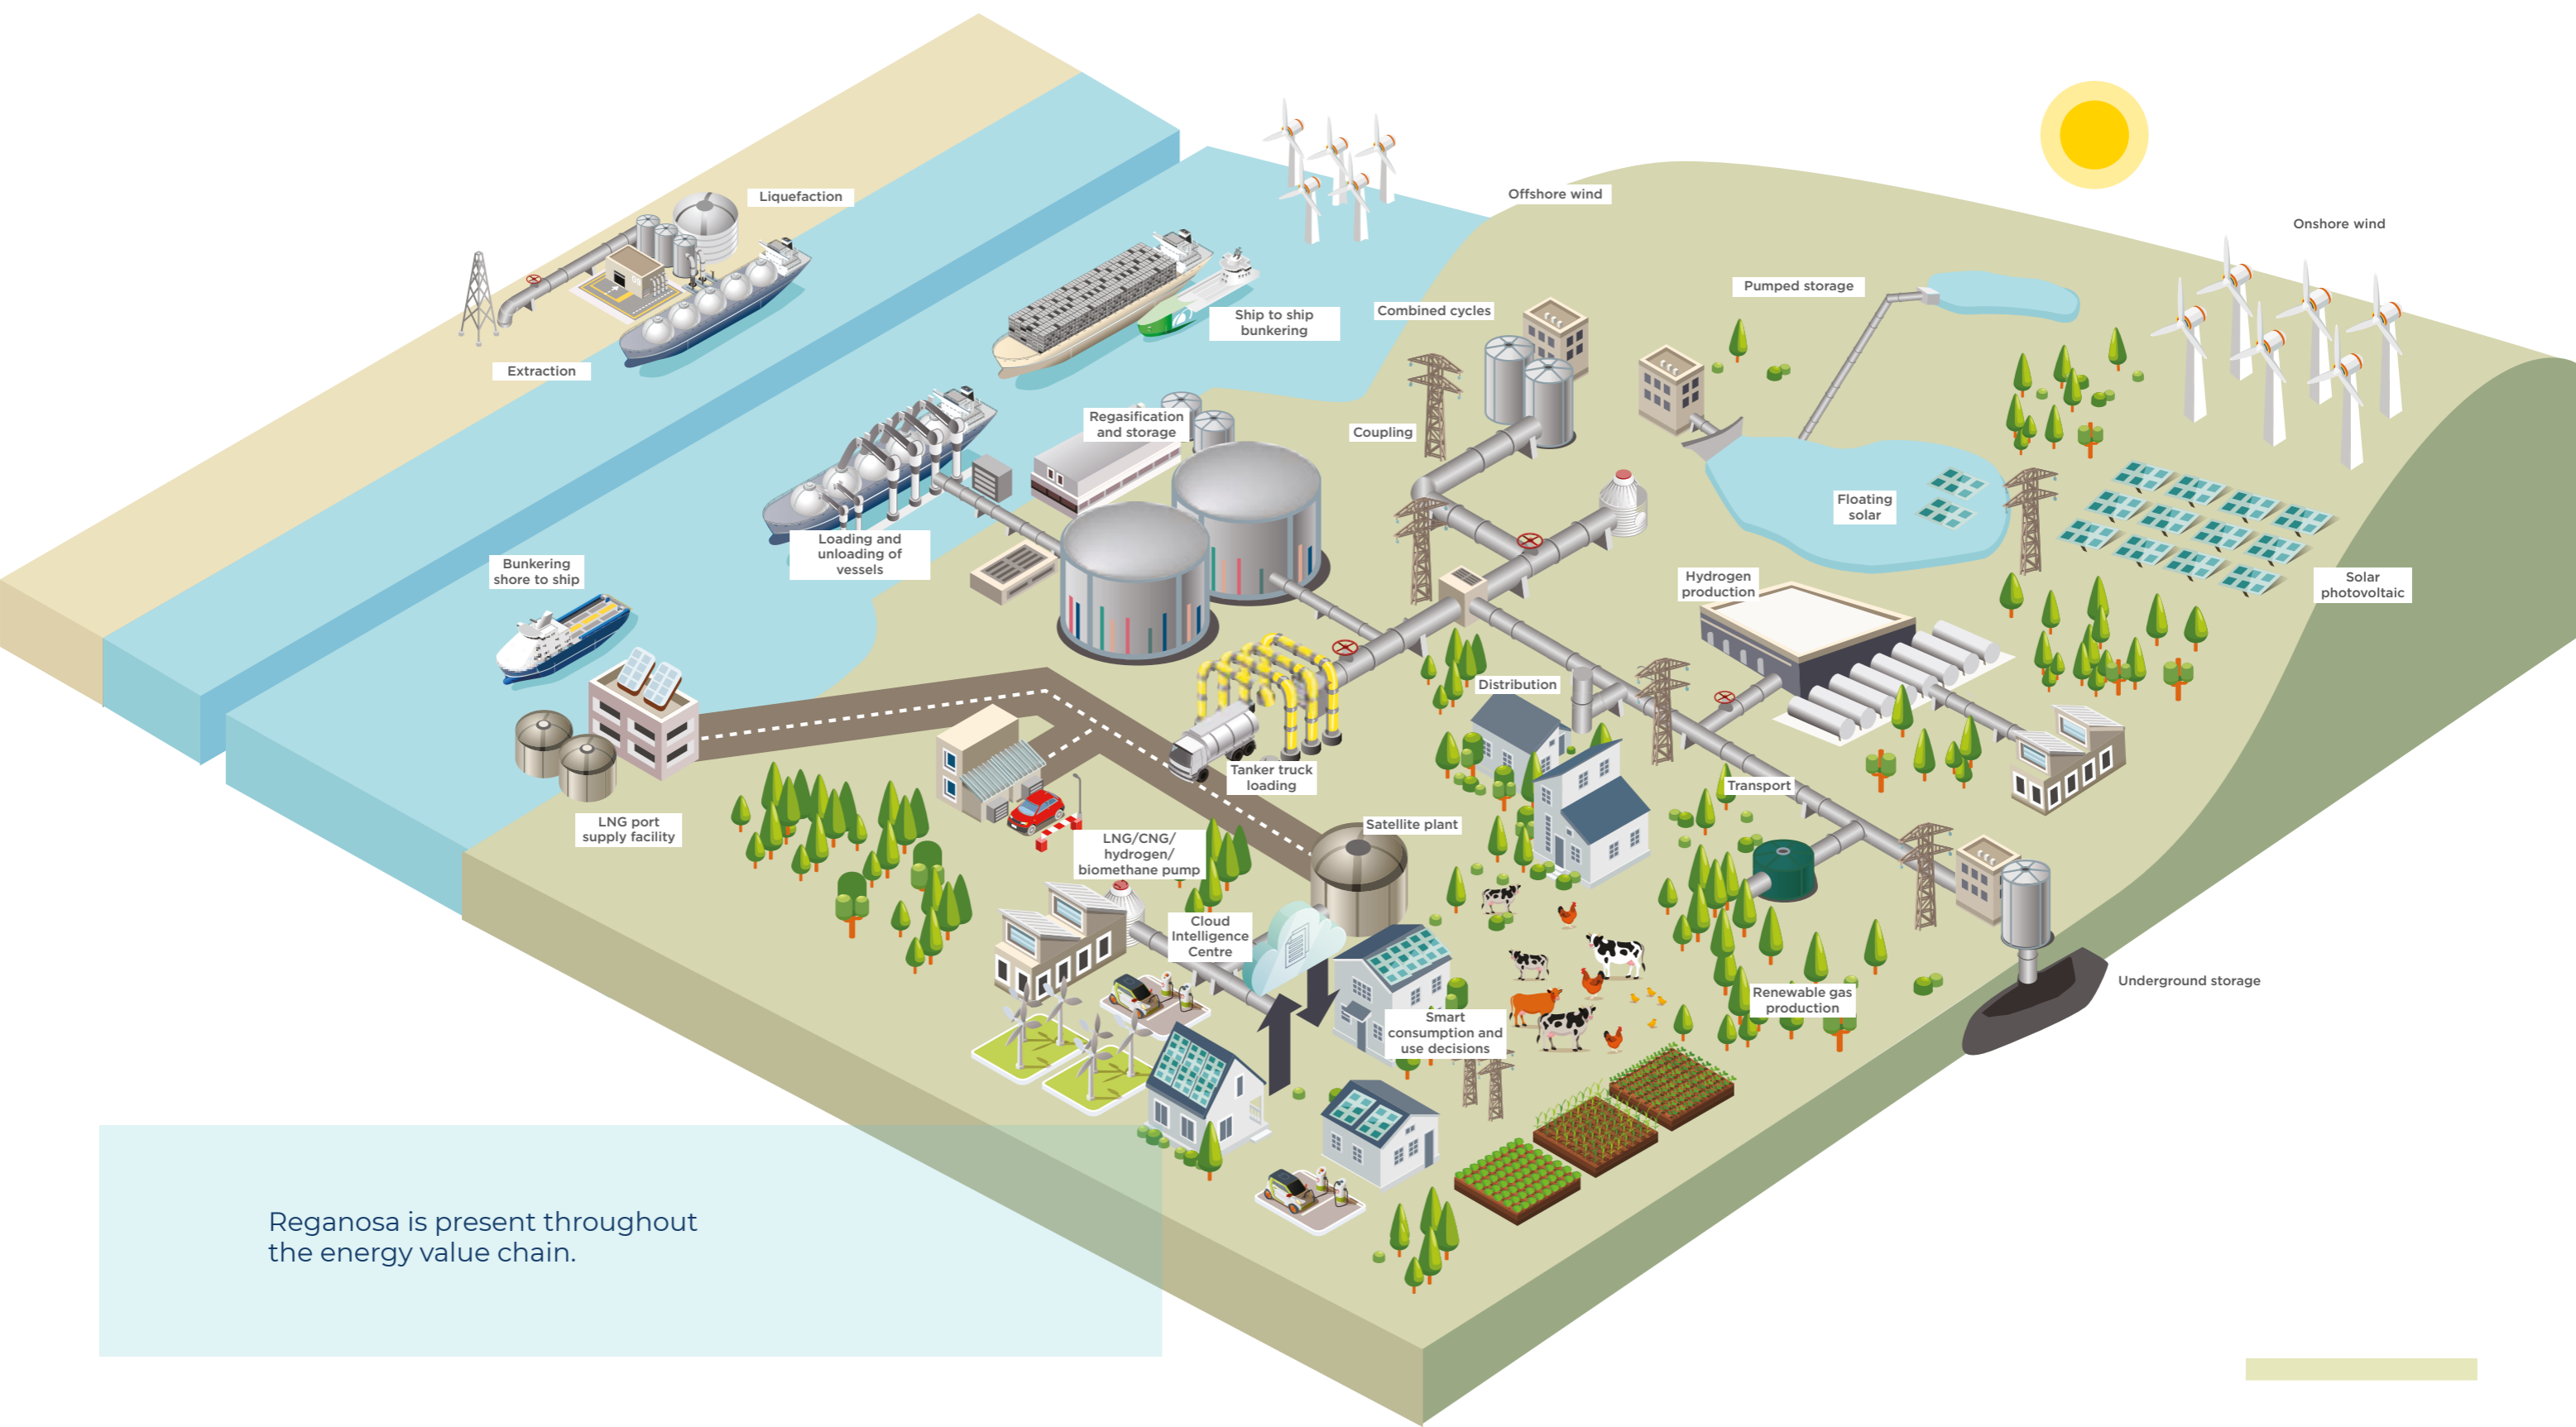 Liquefaction
Offshore wind
Onshore wind
Pumped storage
Combined cycles
Ship to ship
bunkering
Extraction
Regasification
and storage
Coupling
Floating
solar
Loading and
unloading of
vessels
Bunkering
shore to ship
Hydrogen
production
Solar
photovoltaic
Distribution
Tanker truck
loading
Transport
LNG port
supply facility
Satellite plant
LNG/CNG/
hydrogen/
biomethane pump
Cloud
Intelligence
Centre
Underground storage
Renewable gas
production
Smart
consumption and
use decisions
Reganosa is present throughout
the energy value chain.